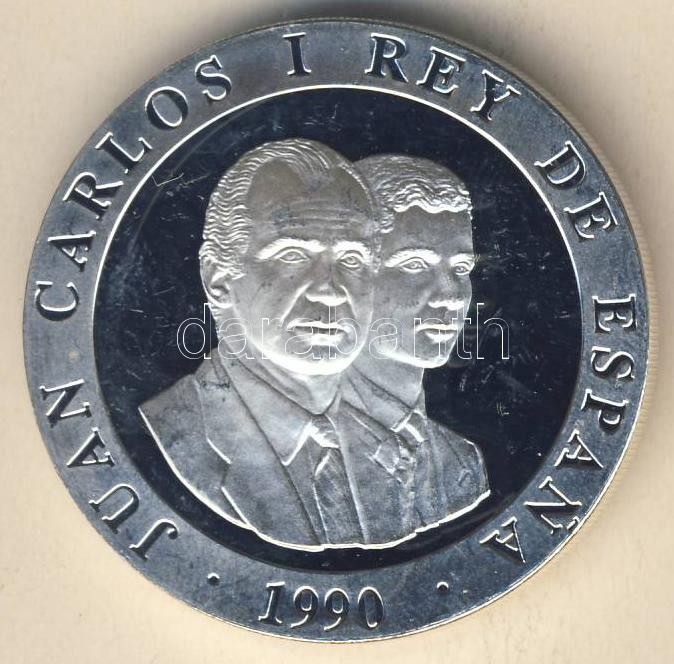 JUAN CARLOS I REY DE ESPAÑA
· 1990 ·
darabanth